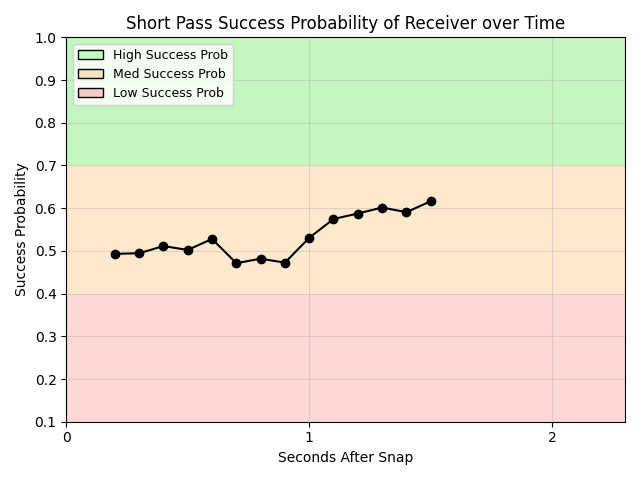 Short Pass Success Probability of Receiver over Time
High Success Prob
Med Success Prob
Low Success Prob
Success Probability
1.0
0.9
0.8
0.7
0.6
0.5
0.4
0.3
0.2
0.1
0 1 2
Seconds After Snap